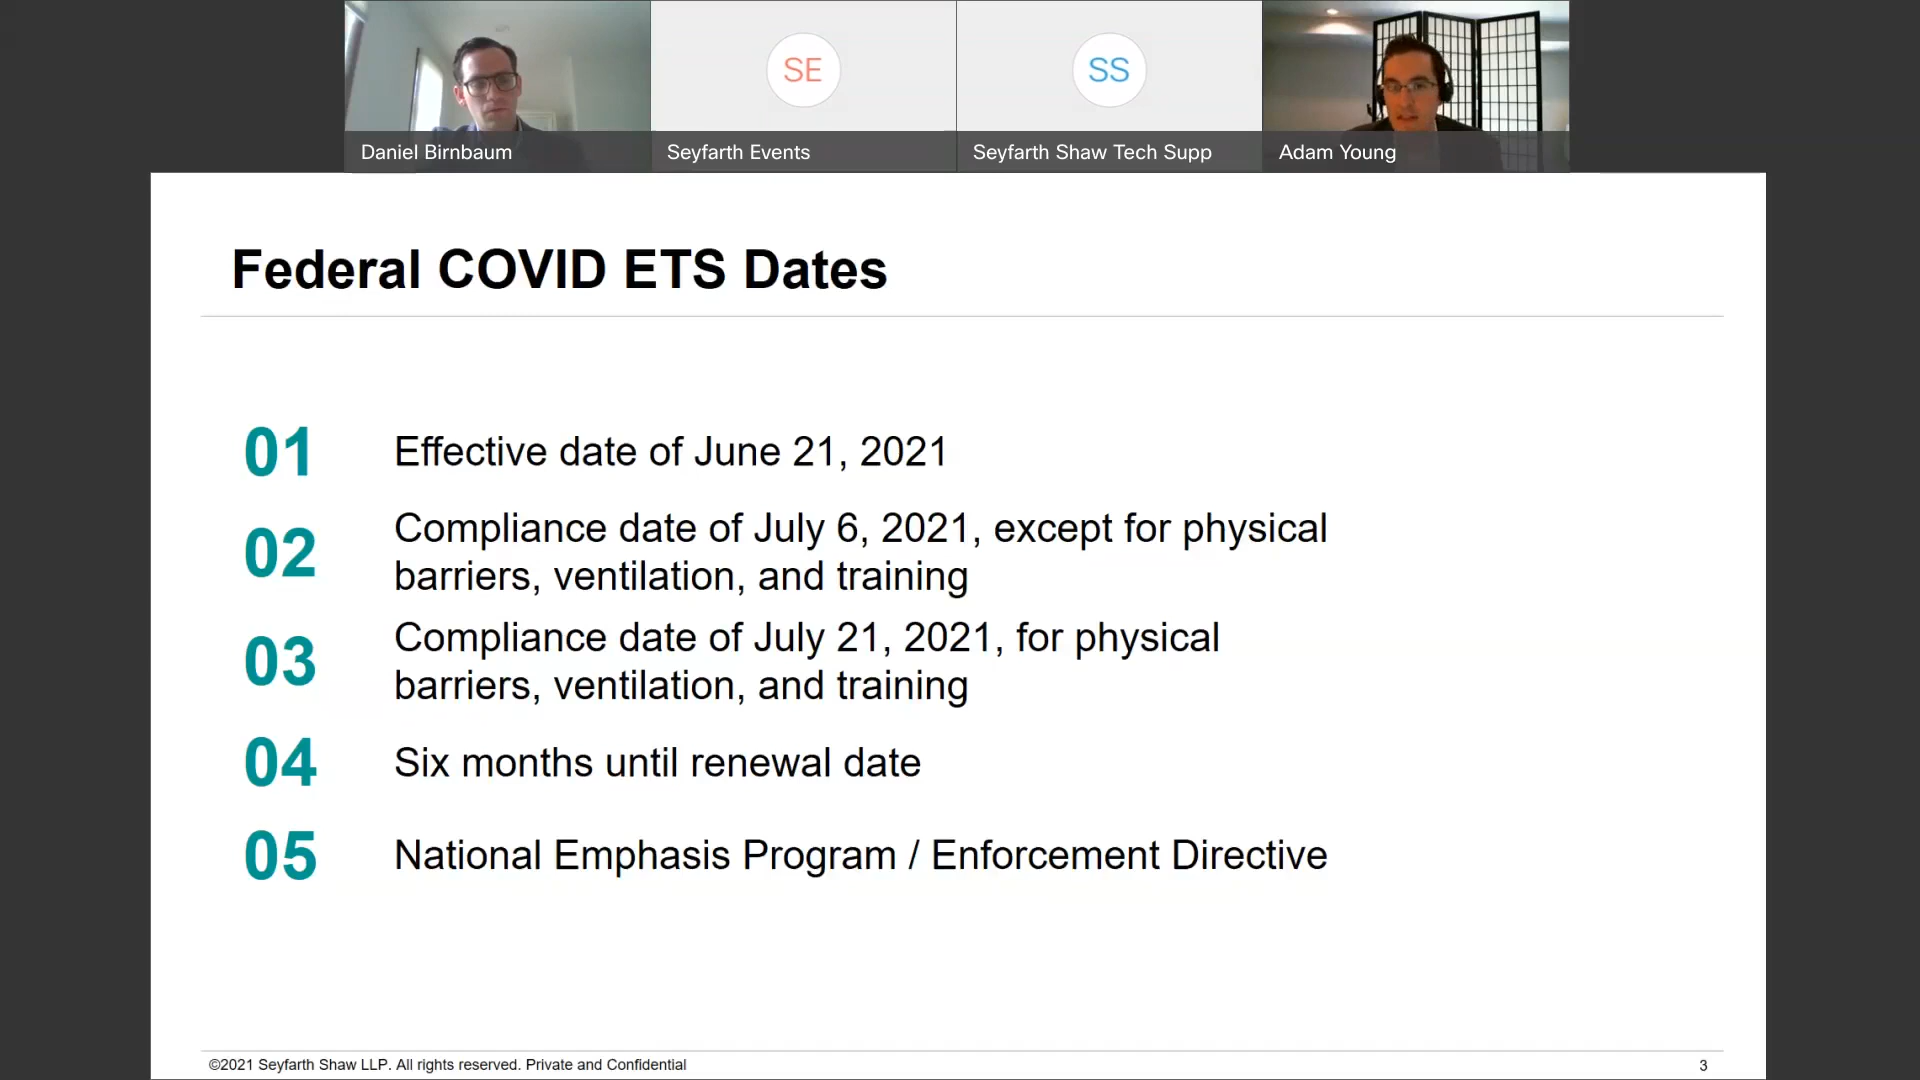 SE
SS
Daniel Birnbaum
Seyfarth Events
Seyfarth Shaw Tech Supp
Adam Young
Federal COVID ETS Dates
01 Effective date of June 21, 2021
02 Compliance date of July 6, 2021, except for physical
barriers, ventilation, and training
03 Compliance date of July 21, 2021, for physical
barriers, ventilation, and training
04 Six months until renewal date
05 National Emphasis Program / Enforcement Directive
©2021 Seyfarth Shaw LLP. All rights reserved. Private and Confidential
3